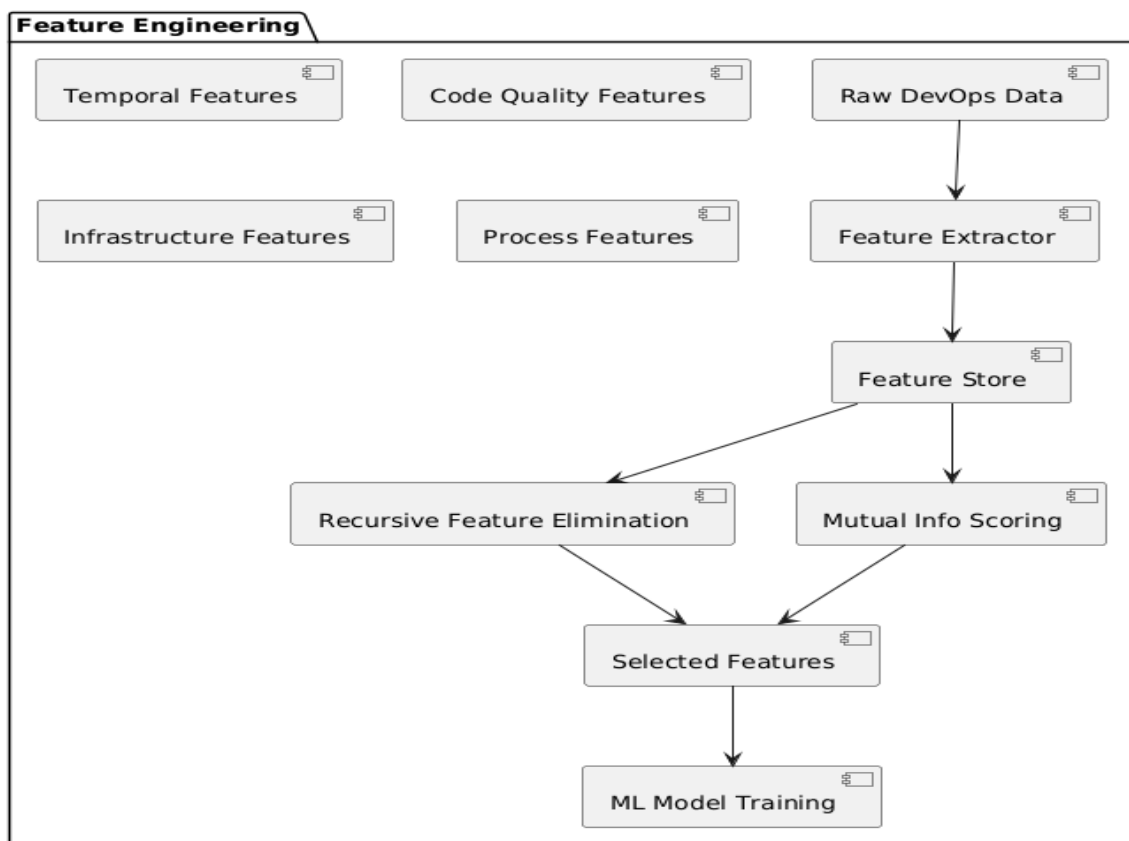 Feature Engineering
Temporal Features
Code Quality Features
Raw DevOps Data
Infrastructure Features
Process Features
Feature Extractor
Feature Store
Recursive Feature Elimination
Mutual Info Scoring
Selected Features
ML Model Training